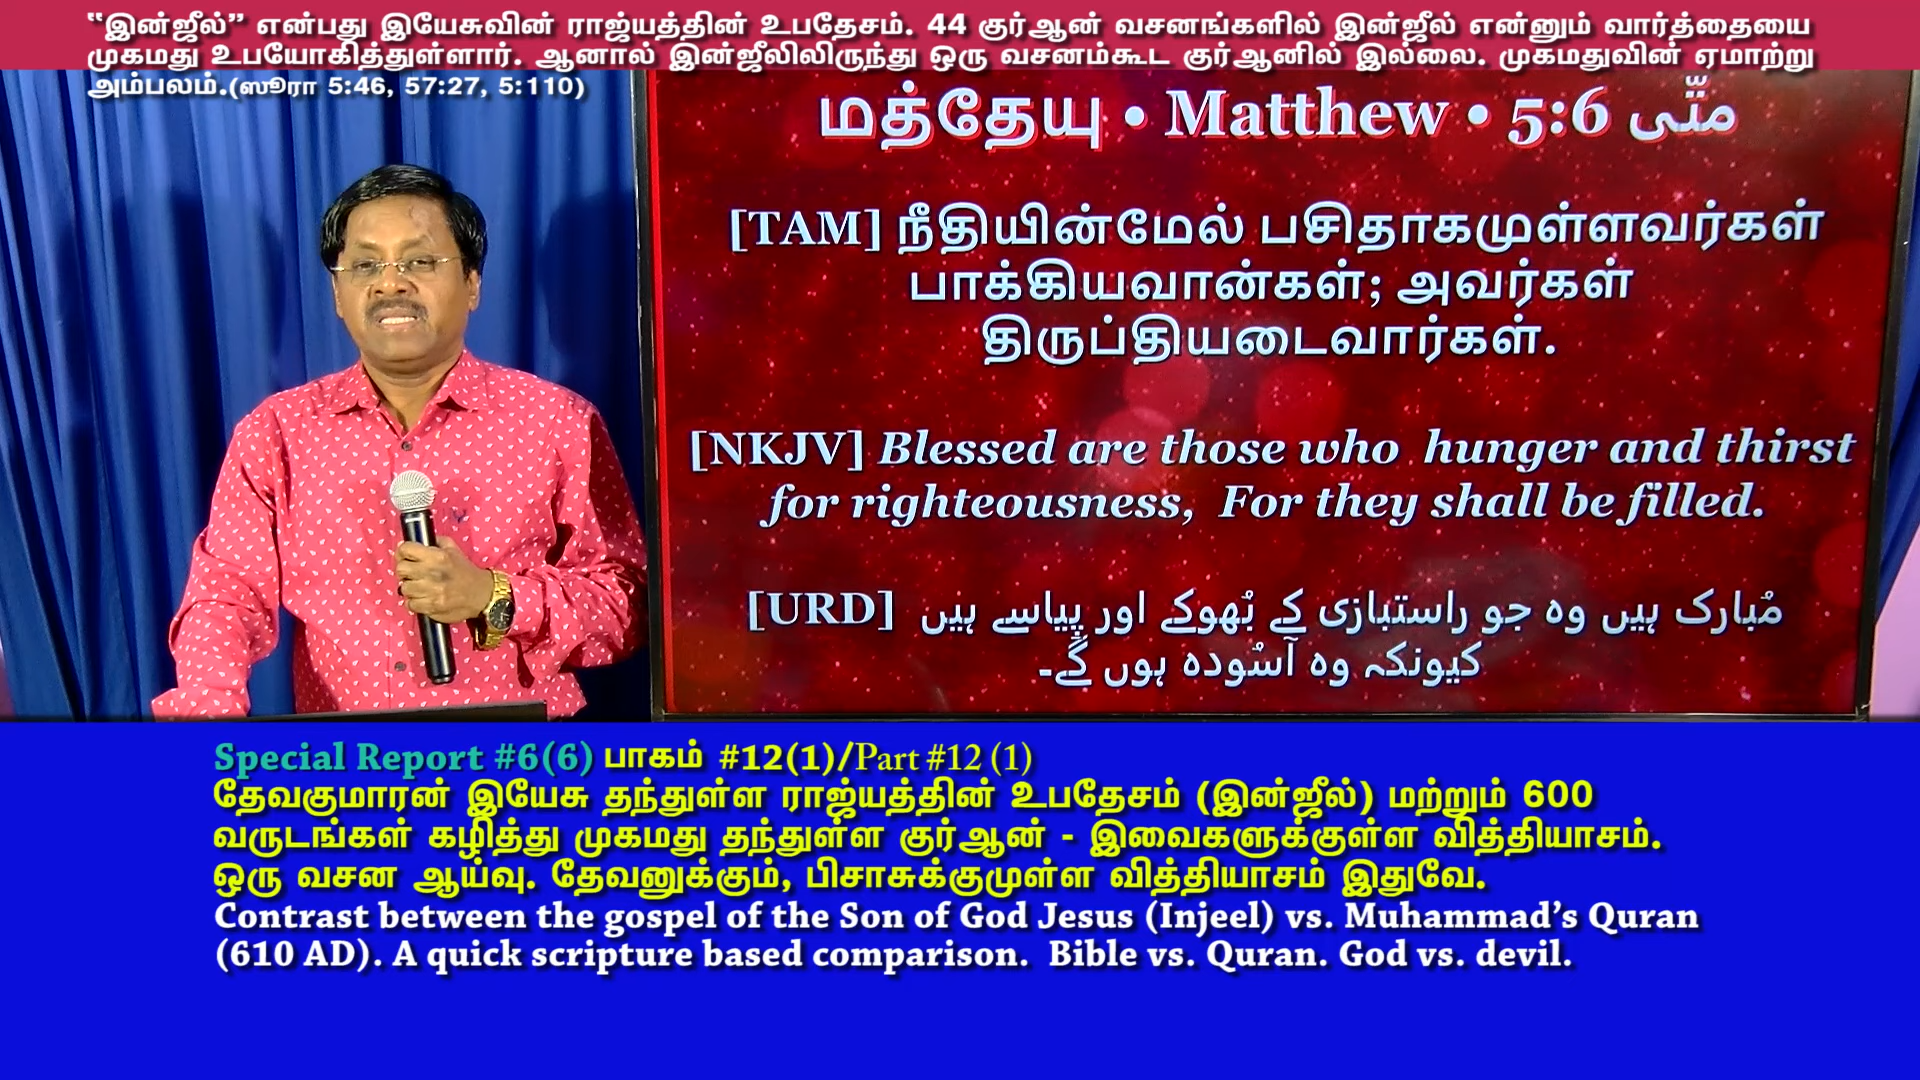 “இன்ஜீல்” என்பது இயேசுவின் ராஜ்யத்தின் உபதேசம். 44 குர்ஆன் வசனங்களில் இன்ஜீல் என்னும் வார்த்தையை
முகமது உபயோகித்துள்ளார். ஆனால் இன்ஜீலிலிருந்து ஒரு வசனம்கூட குர்ஆனில் இல்லை. முகமதுவின் ஏமாற்று
அம்பலம்.(ஸூரா 5:46, 57:27, 5:110)
மத்தேயு • Matthew • 5:6 متّی
[TAM] நீதியின்மேல் பசிதாகமுள்ளவர்கள்
பாக்கியவான்கள்; அவர்கள்
திருப்தியடைவார்கள்.
[NKJV] Blessed are those who hunger and thirst
for righteousness, For they shall be filled.
[URD] مُبارک ہیں وہ جو راستبازی کے بُھوکے اور پیاسے ہیں
کیونکہ وہ آسُودہ ہوں گے۔
Special Report #6(6) பாகம் #12(1)/Part #12 (1)
தேவகுமாரன் இயேசு தந்துள்ள ராஜ்யத்தின் உபதேசம் (இன்ஜீல்) மற்றும் 600
வருடங்கள் கழித்து முகமது தந்துள்ள குர்ஆன் - இவைகளுக்குள்ள வித்தியாசம்.
ஒரு வசன ஆய்வு. தேவனுக்கும், பிசாசுக்குமுள்ள வித்தியாசம் இதுவே.
Contrast between the gospel of the Son of God Jesus (Injeel) vs. Muhammad’s Quran
(610 AD). A quick scripture based comparison. Bible vs. Quran. God vs. devil.